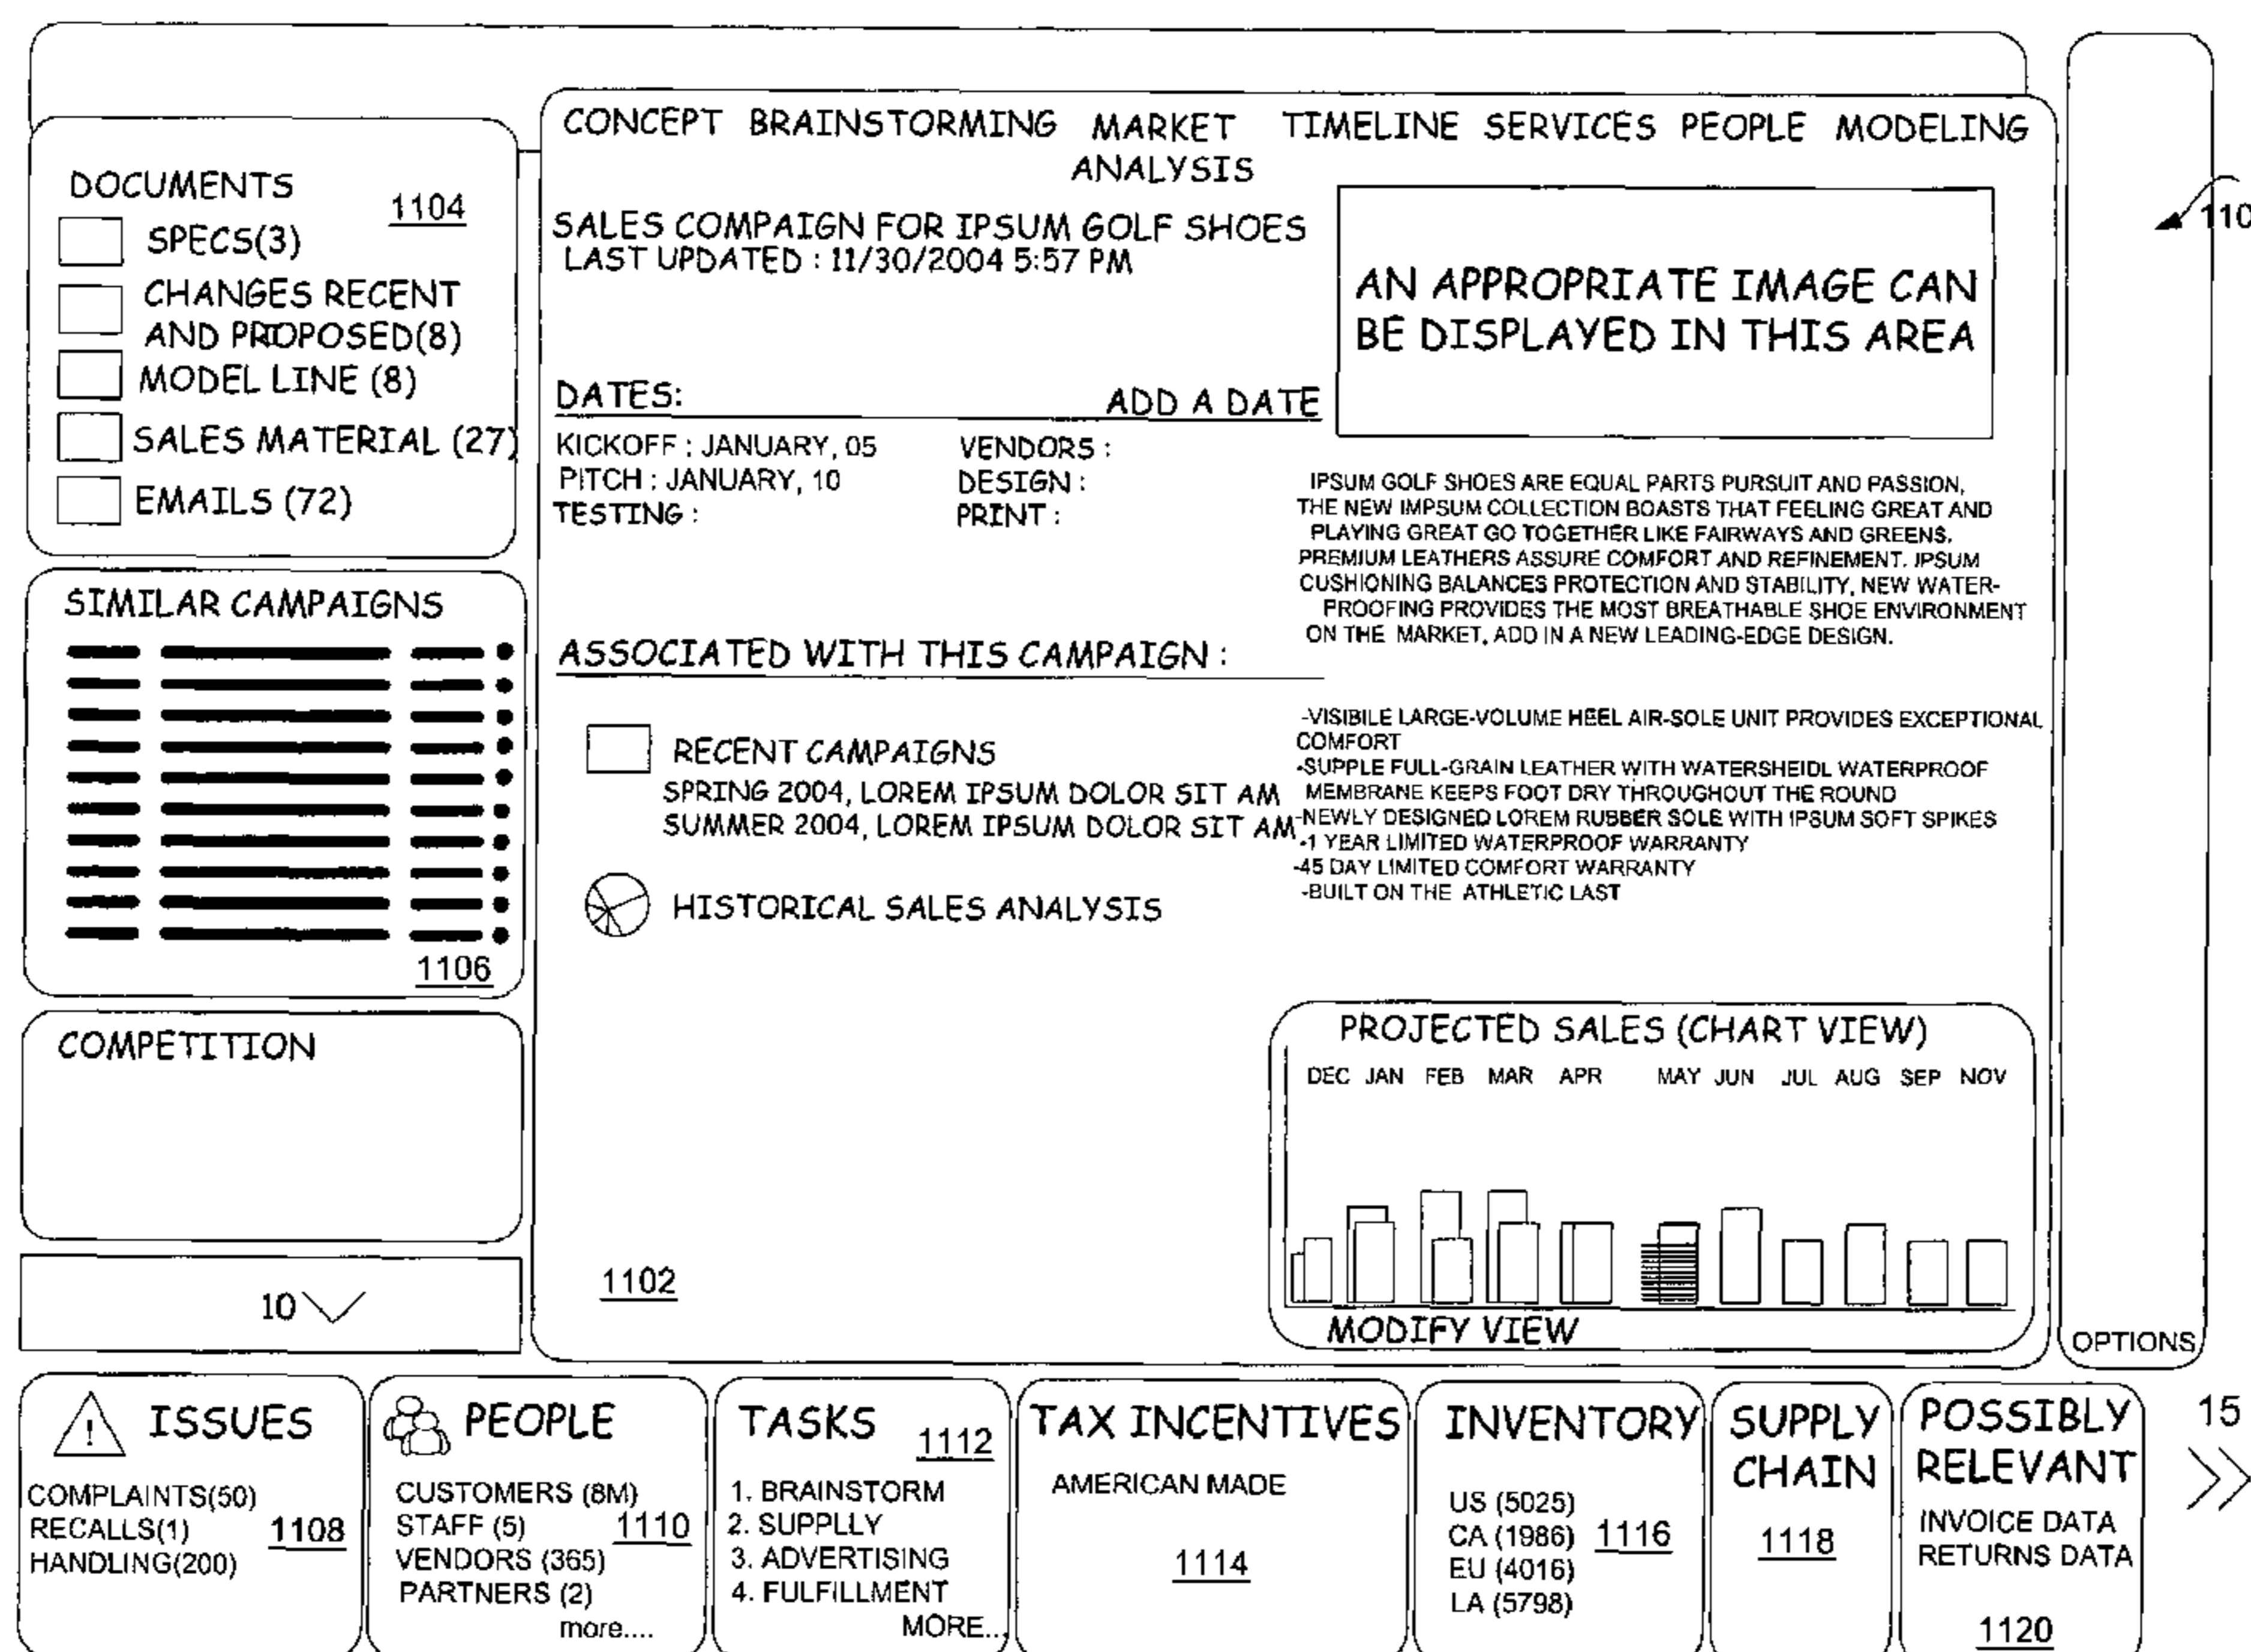 CONCEPT BRAINSTORMING MARKET ANALYSIS TIMELINE SERVICES PEOPLE MODELING
DOCUMENTS
1104
SPECS(3)
CHANGES RECENT
AND PROPOSED(8)
MODEL LINE (8)
SALES MATERIAL (27)
EMAILS (72)
SIMILAR CAMPAIGNS
1106
COMPETITION
10
SALES COMPAIGN FOR IPSUM GOLF SHOES
LAST UPDATED : 11/30/2004 5:57 PM
AN APPROPRIATE IMAGE CAN
BE DISPLAYED IN THIS AREA
110
DATES: ADD A DATE
KICKOFF : JANUARY, 05 VENDORS :
PITCH : JANUARY, 10 DESIGN :
TESTING : PRINT :
ASSOCIATED WITH THIS CAMPAIGN :
RECENT CAMPAIGNS
SPRING 2004, LOREM IPSUM DOLOR SIT AM
SUMMER 2004, LOREM IPSUM DOLOR SIT AM
HISTORICAL SALES ANALYSIS
1102
IPSUM GOLF SHOES ARE EQUAL PARTS PURSUIT AND PASSION,
THE NEW IMPSUM COLLECTION BOASTS THAT FEELING GREAT AND
PLAYING GREAT GO TOGETHER LIKE FAIRWAYS AND GREENS.
PREMIUM LEATHERS ASSURE COMFORT AND REFINEMENT. IPSUM
CUSHIONING BALANCES PROTECTION AND STABILITY, NEW WATER-
PROOFING PROVIDES THE MOST BREATHABLE SHOE ENVIRONMENT
ON THE MARKET, ADD IN A NEW LEADING-EDGE DESIGN.
-VISIBILE LARGE-VOLUME HEEL AIR-SOLE UNIT PROVIDES EXCEPTIONAL
COMFORT
-SUPPLE FULL-GRAIN LEATHER WITH WATERSHEIDL WATERPROOF
MEMBRANE KEEPS FOOT DRY THROUGHOUT THE ROUND
-NEWLY DESIGNED LOREM RUBBER SOLE WITH IPSUM SOFT SPIKES
-1 YEAR LIMITED WATERPROOF WARRANTY
-45 DAY LIMITED COMFORT WARRANTY
-BUILT ON THE ATHLETIC LAST
PROJECTED SALES (CHART VIEW)
DEC JAN FEB MAR APR MAY JUN JUL AUG SEP NOV
MODIFY VIEW
OPTIONS
ISSUES
COMPLAINTS(50)
RECALLS(1)
HANDLING(200)
1108
PEOPLE
CUSTOMERS (8M)
STAFF (5)
VENDORS (365)
PARTNERS (2)
more....
1110
TASKS
1112
1. BRAINSTORM
2. SUPPLLY
3. ADVERTISING
4. FULFILLMENT
MORE...
TAX INCENTIVES
AMERICAN MADE
1114
INVENTORY
US (5025)
CA (1986)
EU (4016)
LA (5798)
1116
SUPPLY
CHAIN
1118
POSSIBLY
RELEVANT
INVOICE DATA
RETURNS DATA
1120
15